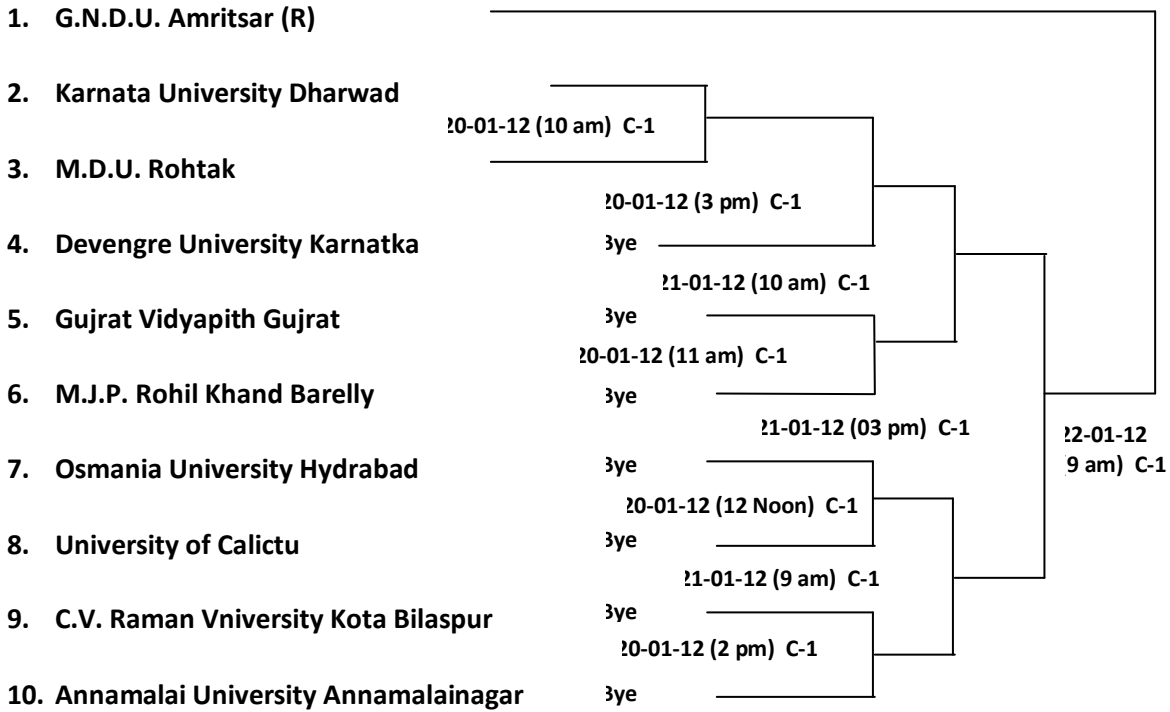 1. G.N.D.U. Amritsar (R)
2. Karnata University Dharwad
20-01-12 (10 am) C-1
3. M.D.U. Rohtak
20-01-12 (3 pm) C-1
4. Devengre University Karnatka Bye
21-01-12 (10 am) C-1
5. Gujrat Vidyapith Gujrat Bye
20-01-12 (11 am) C-1
6. M.J.P. Rohil Khand Barelly Bye
21-01-12 (03 pm) C-1
22-01-12
(9 am) C-1
7. Osmania University Hydrabad Bye
20-01-12 (12 Noon) C-1
8. University of Calictu Bye
21-01-12 (9 am) C-1
9. C.V. Raman Vniversity Kota Bilaspur Bye
20-01-12 (2 pm) C-1
10. Annamalai University Annamalainagar Bye